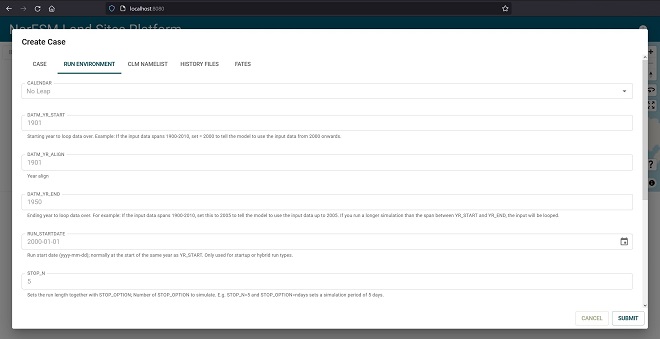 localhost:8080
NorESM Land Sites Platform
Create Case
CASE RUN ENVIRONMENT CLM NAMELIST HISTORY FILES FATES
CALENDAR
No Leap
DATM_YR_START
1901
Starting year to loop data over. Example: If the input data spans 1900-2010, set = 2000 to tell the model to use the input data from 2000 onwards.
DATM_YR_ALIGN
1901
Year align
DATM_YR_END
1950
Ending year to loop data over. For example: If the input data spans 1900-2010, set this to 2005 to tell the model to use the input data up to 2005. If you run a longer simulation than the span between YR_START and YR_END, the input will be looped.
RUN_STARTDATE
2000-01-01
Run start date (yyyy-mm-dd); normally at the start of the same year as YR_START. Only used for startup or hybrid run types.
STOP_N
5
Sets the run length together with STOP_OPTION; Number of STOP_OPTION to simulate. E.g. STOP_N=5 and STOP_OPTION=ndays sets a simulation period of 5 days.
CANCEL SUBMIT